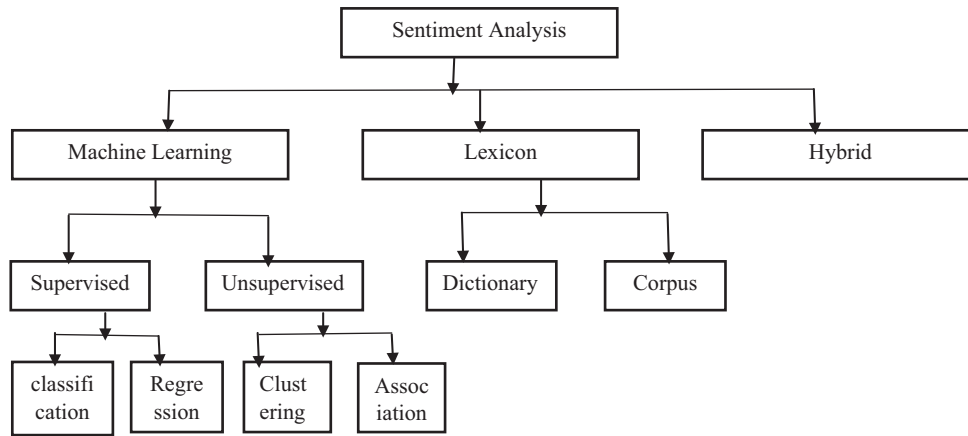 Sentiment Analysis
Machine Learning
Lexicon
Hybrid
Supervised
Unsupervised
Dictionary
Corpus
classifi
cation
Regre
ssion
Clust
ering
Assoc
iation